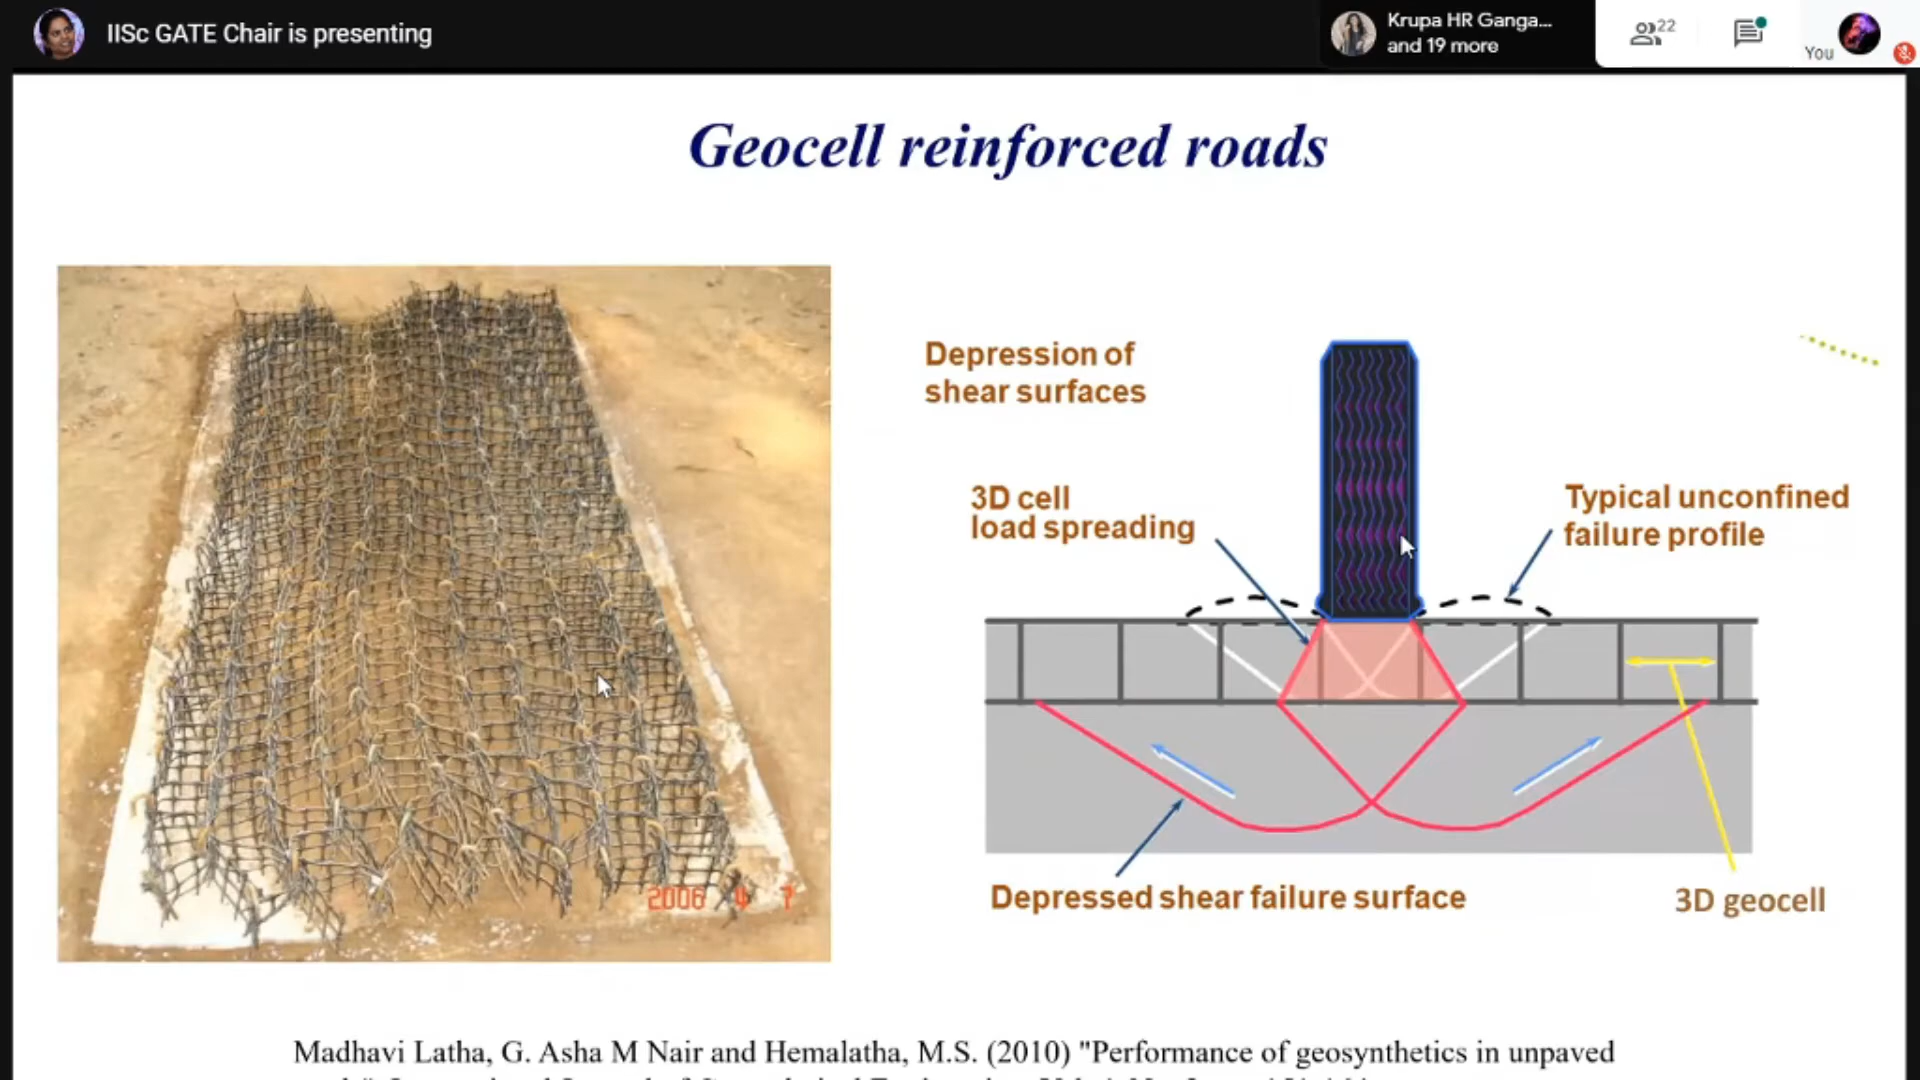 IISc GATE Chair is presenting
Krupa HR Ganga...
and 19 more
22
You
Geocell reinforced roads
Depression of
shear surfaces
3D cell
load spreading
Typical unconfined
failure profile
Depressed shear failure surface
3D geocell
2006 4 7
Madhavi Latha, G. Asha M Nair and Hemalatha, M.S. (2010) "Performance of geosynthetics in unpaved